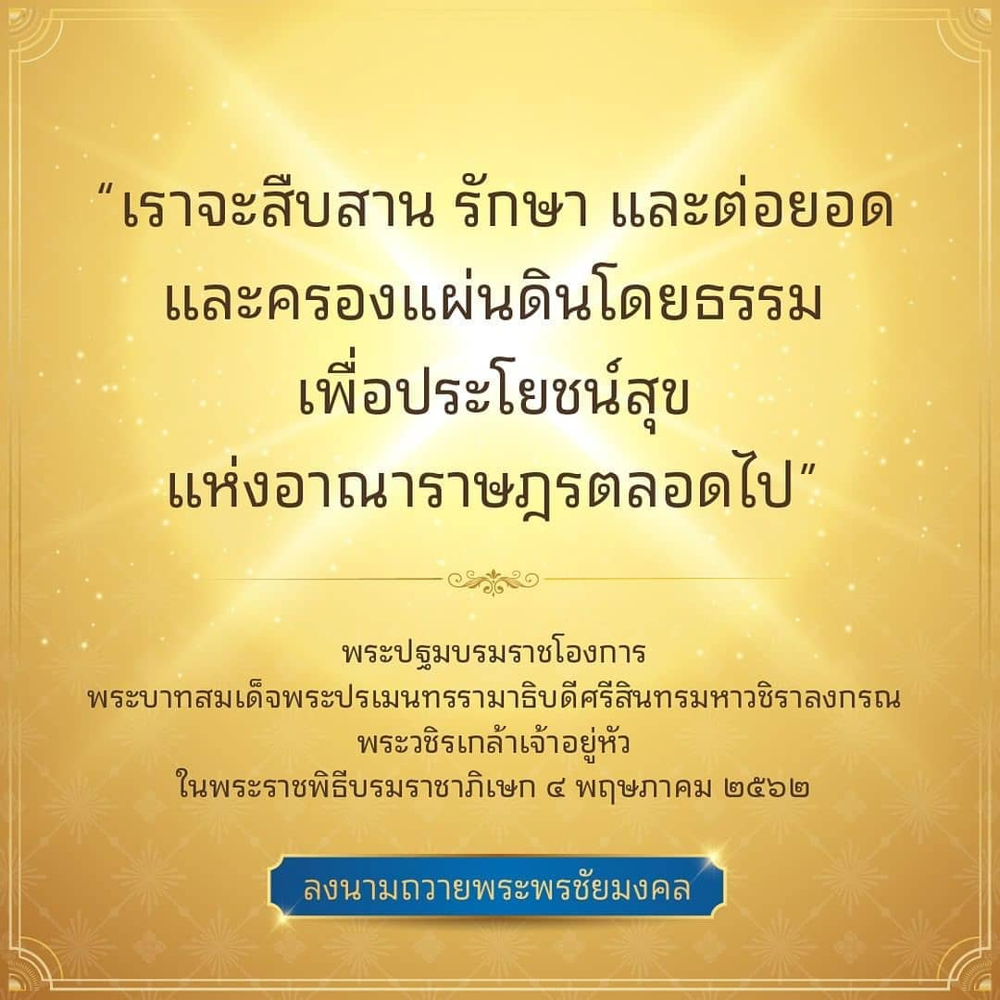 “เราจะสืบสาน รักษา และต่อยอด
และครองแผ่นดินโดยธรรม
เพื่อประโยชน์สุข
แห่งอาณาราษฎรตลอดไป”
พระปฐมบรมราชโองการ
พระบาทสมเด็จพระปรเมนทรรามาธิบดีศรีสินทรมหาวชิราลงกรณ
พระวชิรเกล้าเจ้าอยู่หัว
ในพระราชพิธีบรมราชาภิเษก ๔ พฤษภาคม ๒๕๖๒
ลงนามถวายพระพรชัยมงคล